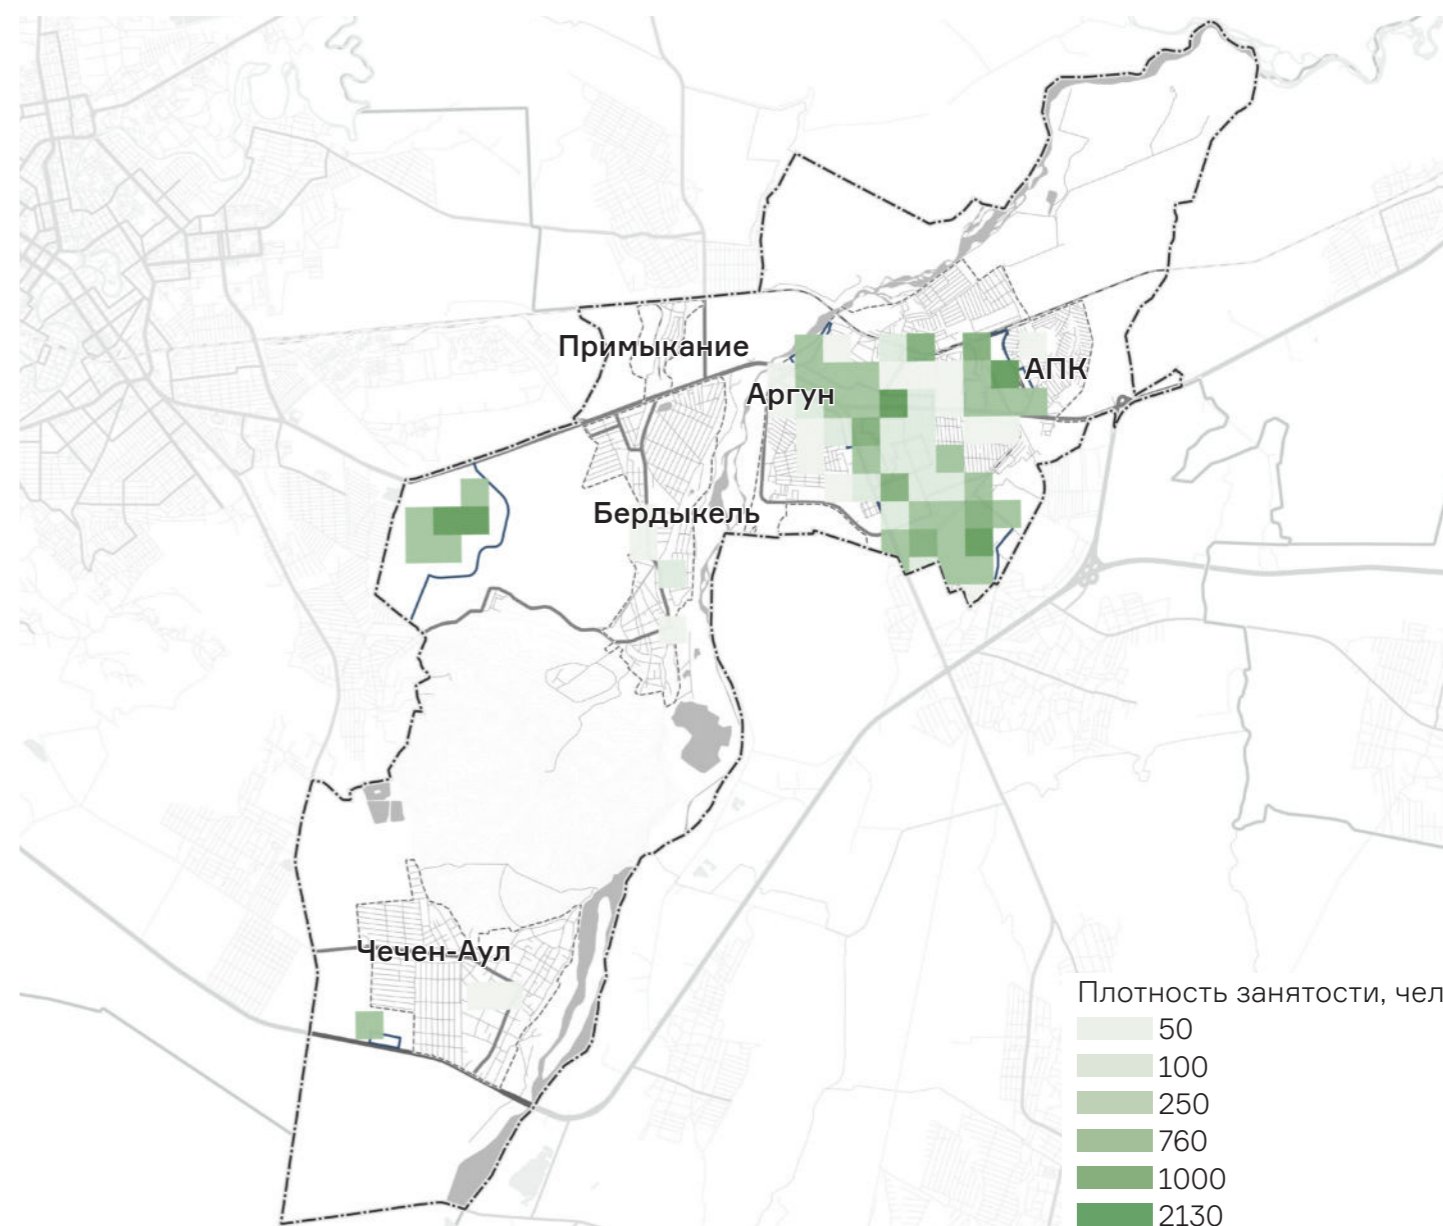 Примыкание
АПК
Аргун
Бердыкель
Чечен-Аул
Плотность занятости, чел
50
100
250
760
1000
2130